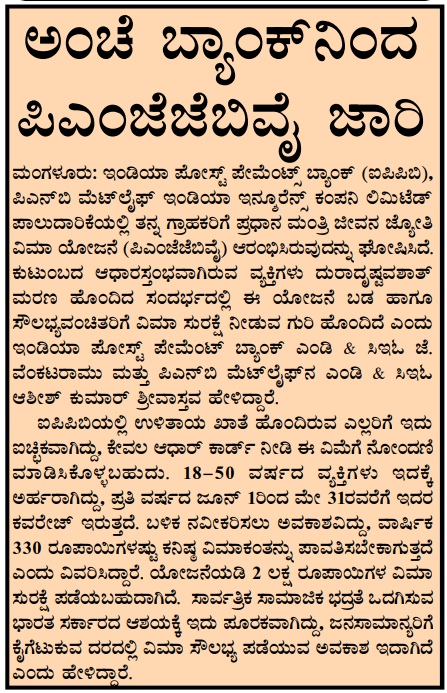 ಅಂಚೆ ಬ್ಯಾಂಕ್‌ನಿಂದ
ಪಿಎಂಜೆಜೆಬಿವೈ ಜಾರಿ
ಮಂಗಳೂರು: ಇಂಡಿಯಾ ಪೋಸ್ಟ್ ಪೇಮೆಂಟ್ಸ್ ಬ್ಯಾಂಕ್ (ಐಪಿಪಿಬಿ),
ಪಿಎನ್‌ಬಿ ಮೆಟ್‌ಲೈಫ್ ಇಂಡಿಯಾ ಇನ್ಶೂರೆನ್ಸ್ ಕಂಪನಿ ಲಿಮಿಟೆಡ್
ಪಾಲುದಾರಿಕೆಯಲ್ಲಿ ತನ್ನ ಗ್ರಾಹಕರಿಗೆ ಪ್ರಧಾನ ಮಂತ್ರಿ ಜೀವನ ಜ್ಯೋತಿ
ವಿಮಾ ಯೋಜನೆ (ಪಿಎಂಜೆಜೆಬಿವೈ) ಆರಂಭಿಸಿರುವುದನ್ನು ಘೋಷಿಸಿದೆ.
ಕುಟುಂಬದ ಆಧಾರಸ್ತಂಭವಾಗಿರುವ ವ್ಯಕ್ತಿಗಳು ದುರಾದೃಷ್ಟವಶಾತ್
ಮರಣ ಹೊಂದಿದ ಸಂದರ್ಭದಲ್ಲಿ ಈ ಯೋಜನೆ ಬಡ ಹಾಗೂ
ಸೌಲಭ್ಯವಂಚಿತರಿಗೆ ವಿಮಾ ಸುರಕ್ಷೆ ನೀಡುವ ಗುರಿ ಹೊಂದಿದೆ ಎಂದು
ಇಂಡಿಯಾ ಪೋಸ್ಟ್ ಪೇಮೆಂಟ್ ಬ್ಯಾಂಕ್ ಎಂಡಿ & ಸಿಇಓ ಜೆ.
ವೆಂಕಟರಾಮು ಮತ್ತು ಪಿಎನ್‌ಬಿ ಮೆಟ್‌ಲೈಫ್‌ನ ಎಂಡಿ & ಸಿಇಓ
ಆಶೀಶ್ ಕುಮಾರ್ ಶ್ರೀವಾಸ್ತವ ಹೇಳಿದ್ದಾರೆ.
ಐಪಿಪಿಬಿಯಲ್ಲಿ ಉಳಿತಾಯ ಖಾತೆ ಹೊಂದಿರುವ ಎಲ್ಲರಿಗೆ ಇದು
ಐಚ್ಛಿಕವಾಗಿದ್ದು, ಕೇವಲ ಆಧಾರ್ ಕಾರ್ಡ್ ನೀಡಿ ಈ ವಿಮೆಗೆ ನೋಂದಣಿ
ಮಾಡಿಸಿಕೊಳ್ಳಬಹುದು. 18–50 ವರ್ಷದ ವ್ಯಕ್ತಿಗಳು ಇದಕ್ಕೆ
ಅರ್ಹರಾಗಿದ್ದು, ಪ್ರತಿ ವರ್ಷದ ಜೂನ್ 1ರಿಂದ ಮೇ 31ರವರೆಗೆ ಇದರ
ಕವರೇಜ್ ಇರುತ್ತದೆ. ಬಳಿಕ ನವೀಕರಿಸಲು ಅವಕಾಶವಿದ್ದು, ವಾರ್ಷಿಕ
330 ರೂಪಾಯಿಗಳಷ್ಟು ಕನಿಷ್ಠ ವಿಮಾಕಂತನ್ನು ಪಾವತಿಸಬೇಕಾಗುತ್ತದೆ
ಎಂದು ವಿವರಿಸಿದ್ದಾರೆ. ಯೋಜನೆಯಡಿ 2 ಲಕ್ಷ ರೂಪಾಯಿಗಳ ವಿಮಾ
ಸುರಕ್ಷೆ ಪಡೆಯಬಹುದಾಗಿದೆ. ಸಾರ್ವತ್ರಿಕ ಸಾಮಾಜಿಕ ಭದ್ರತೆ ಒದಗಿಸುವ
ಭಾರತ ಸರ್ಕಾರದ ಆಶಯಕ್ಕೆ ಇದು ಪೂರಕವಾಗಿದ್ದು, ಜನಸಾಮಾನ್ಯರಿಗೆ
ಕೈಗೆಟುಕುವ ದರದಲ್ಲಿ ವಿಮಾ ಸೌಲಭ್ಯ ಪಡೆಯುವ ಅವಕಾಶ ಇದಾಗಿದೆ
ಎಂದು ಹೇಳಿದ್ದಾರೆ.